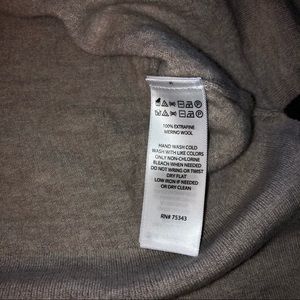 100% EXTRAFINE
MERINO WOOL
HAND WASH COLD
WASH WITH LIKE COLORS
ONLY NON-CHLORINE
BLEACH WHEN NEEDED
DO NOT WRING OR TWIST
DRY FLAT
LOW IRON IF NEEDED
OR DRY CLEAN
RN# 75343